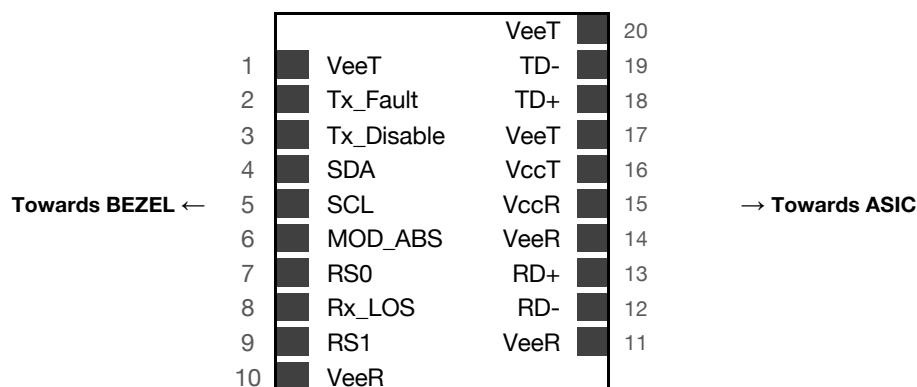 VeeT 20
1 VeeT TD- 19
2 Tx_Fault TD+ 18
3 Tx_Disable VeeT 17
4 SDA VccT 16
Towards BEZEL ← 5 SCL VccR 15 → Towards ASIC
6 MOD_ABS VeeR 14
7 RS0 RD+ 13
8 Rx_LOS RD- 12
9 RS1 VeeR 11
10 VeeR